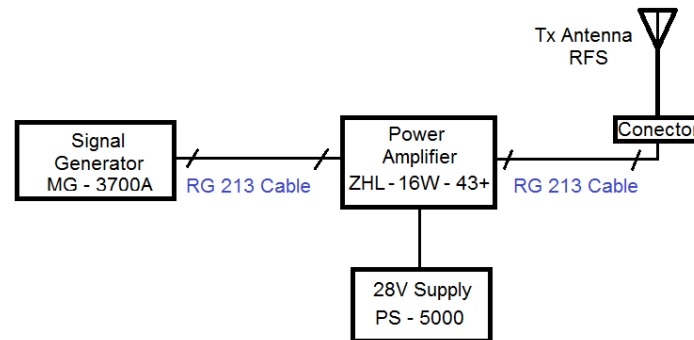 Tx Antenna
RFS
Conector
Signal
Generator
MG - 3700A
RG 213 Cable
Power
Amplifier
ZHL - 16W - 43+
RG 213 Cable
28V Supply
PS - 5000